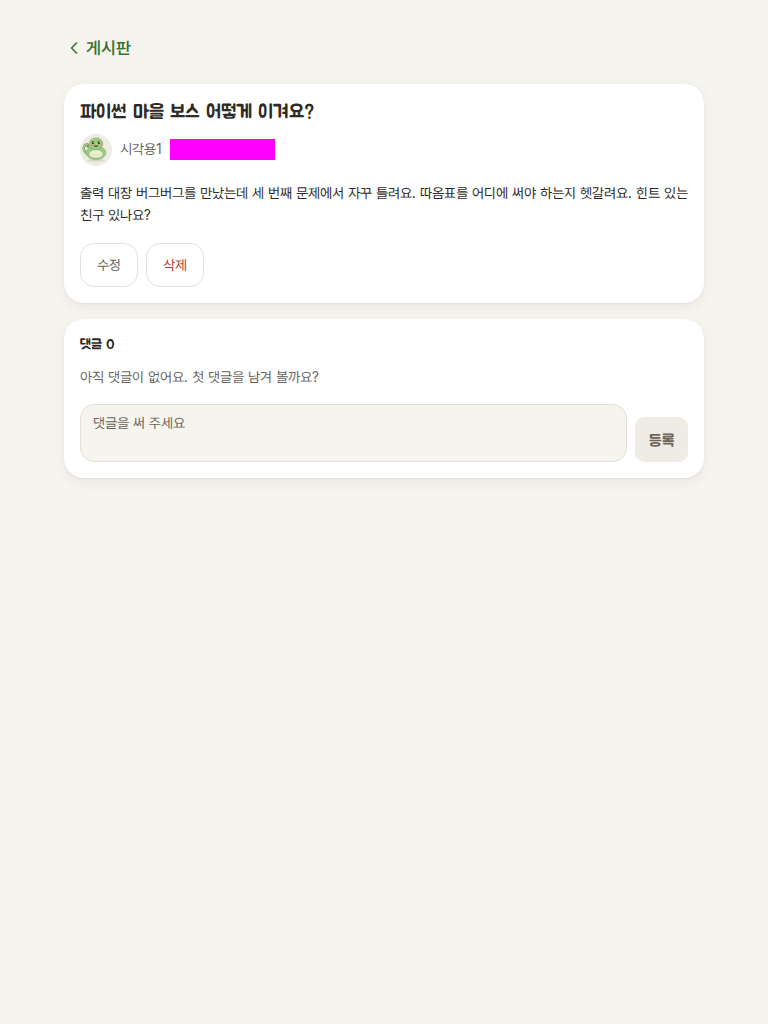 게시판
파이썬 마을 보스 어떻게 이겨요?
시각용1
출력 대장 버그버그를 만났는데 세 번째 문제에서 자꾸 틀려요. 따옴표를 어디에 써야 하는지 헷갈려요. 힌트 있는
친구 있나요?
수정 삭제
댓글 0
아직 댓글이 없어요. 첫 댓글을 남겨 볼까요?
댓글을 써 주세요
등록